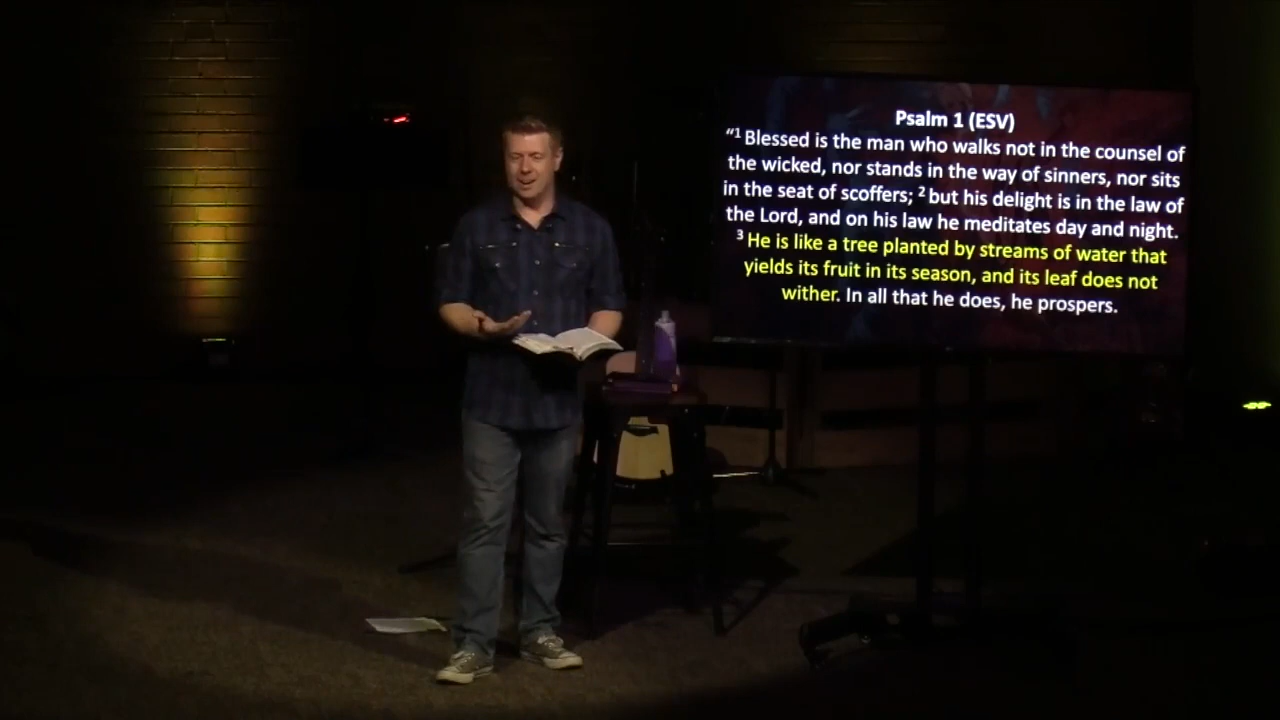 Psalm 1 (ESV)
“1 Blessed is the man who walks not in the counsel of
the wicked, nor stands in the way of sinners, nor sits
in the seat of scoffers; 2 but his delight is in the law of
the Lord, and on his law he meditates day and night.
3 He is like a tree planted by streams of water that
yields its fruit in its season, and its leaf does not
wither. In all that he does, he prospers.